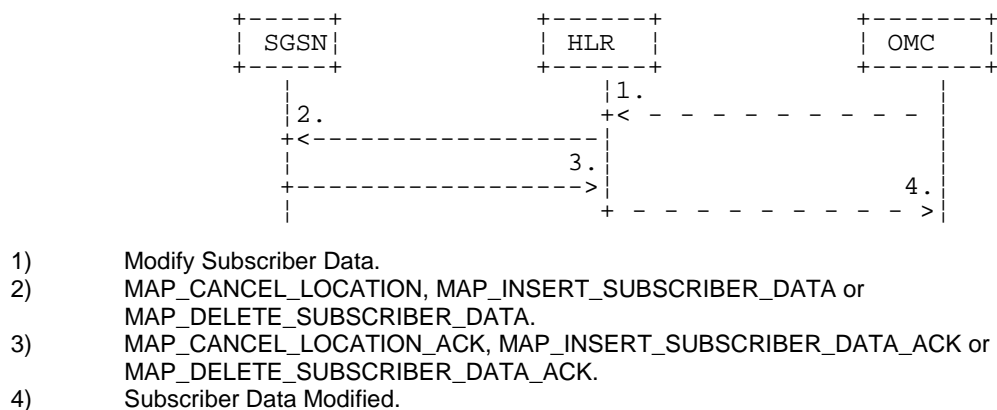 SGSN HLR OMC
1.
2.
3.
4.
1) Modify Subscriber Data.
2) MAP_CANCEL_LOCATION, MAP_INSERT_SUBSCRIBER_DATA or
MAP_DELETE_SUBSCRIBER_DATA.
3) MAP_CANCEL_LOCATION_ACK, MAP_INSERT_SUBSCRIBER_DATA_ACK or
MAP_DELETE_SUBSCRIBER_DATA_ACK.
4) Subscriber Data Modified.